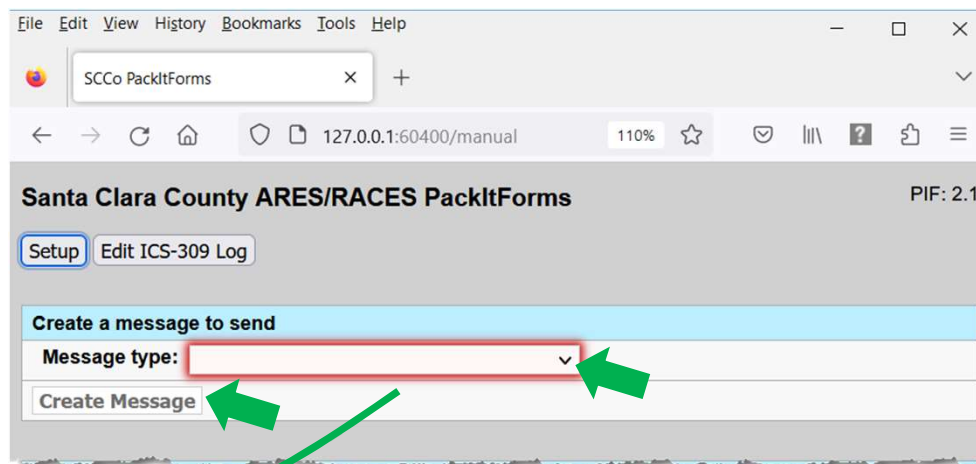 File Edit View History Bookmarks Tools Help
SCCo PackItForms
127.0.0.1:60400/manual 110%
Santa Clara County ARES/RACES PackItForms PIF: 2.1
Setup Edit ICS-309 Log
Create a message to send
Message type:
Create Message